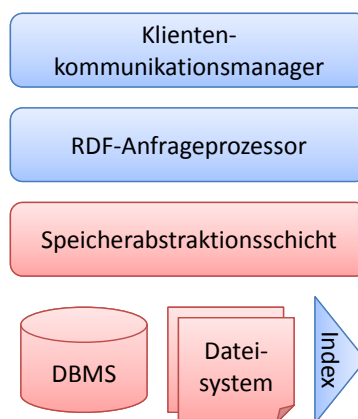 Klienten-
kommunikationsmanager
RDF-Anfrageprozessor
Speicherabstraktionsschicht
DBMS
Datei-
system
Index